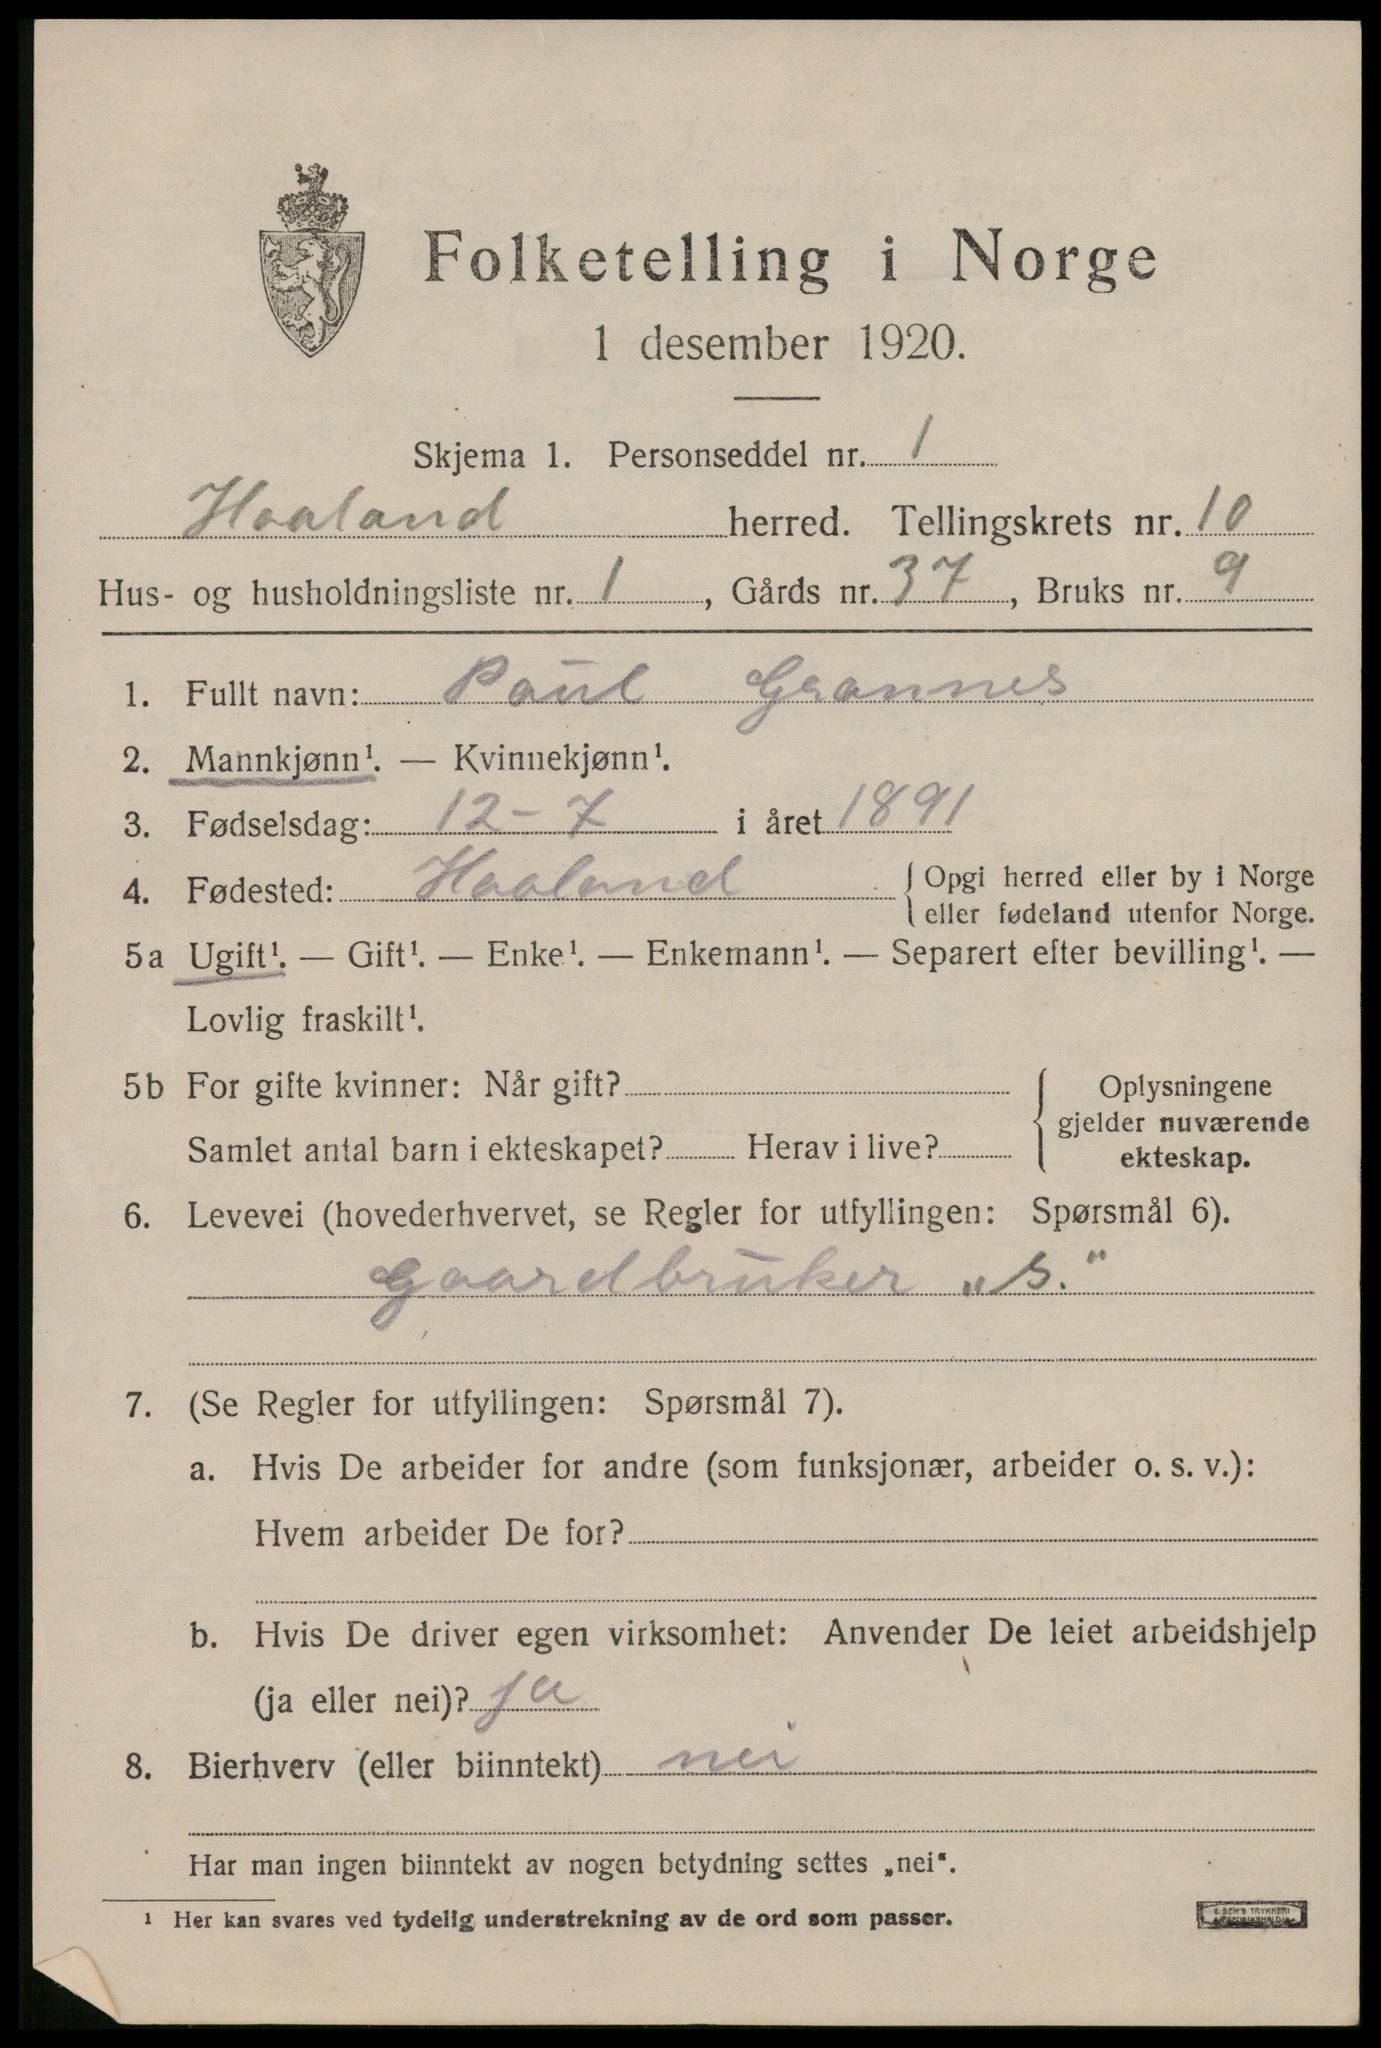 Folketelling i Norge
1 desember 1920.
Skjema 1. Personseddel nr. 1
Haaland herred. Tellingskrets nr. 10
Hus- og husholdningsliste nr. 1, Gårds nr. 37, Bruks nr. 9
1. Fullt navn: Paul Grannes
2. Mannkjønn¹. — Kvinnekjønn¹.
3. Fødselsdag: 12-7 i året 1891
4. Fødested: Haaland { Opgi herred eller by i Norge
eller fødeland utenfor Norge.
5a Ugift¹. — Gift¹. — Enke¹. — Enkemann¹. — Separert efter bevilling¹. —
Lovlig fraskilt¹.
5b For gifte kvinner: Når gift?
Samlet antal barn i ekteskapet? Herav i live?
Oplysningene
gjelder nuværende
ekteskap.
6. Levevei (hovederhvervet, se Regler for utfyllingen: Spørsmål 6).
Gaardbruker „s.“
7. (Se Regler for utfyllingen: Spørsmål 7).
a. Hvis De arbeider for andre (som funksjonær, arbeider o. s. v.):
Hvem arbeider De for?
b. Hvis De driver egen virksomhet: Anvender De leiet arbeidshjelp
(ja eller nei)? ja
8. Bierhverv (eller biinntekt) nei
Har man ingen biinntekt av nogen betydning settes „nei“.
¹ Her kan svares ved tydelig understrekning av de ord som passer.
E. SEM'S TRYKKERI
FREDRIKSHALD